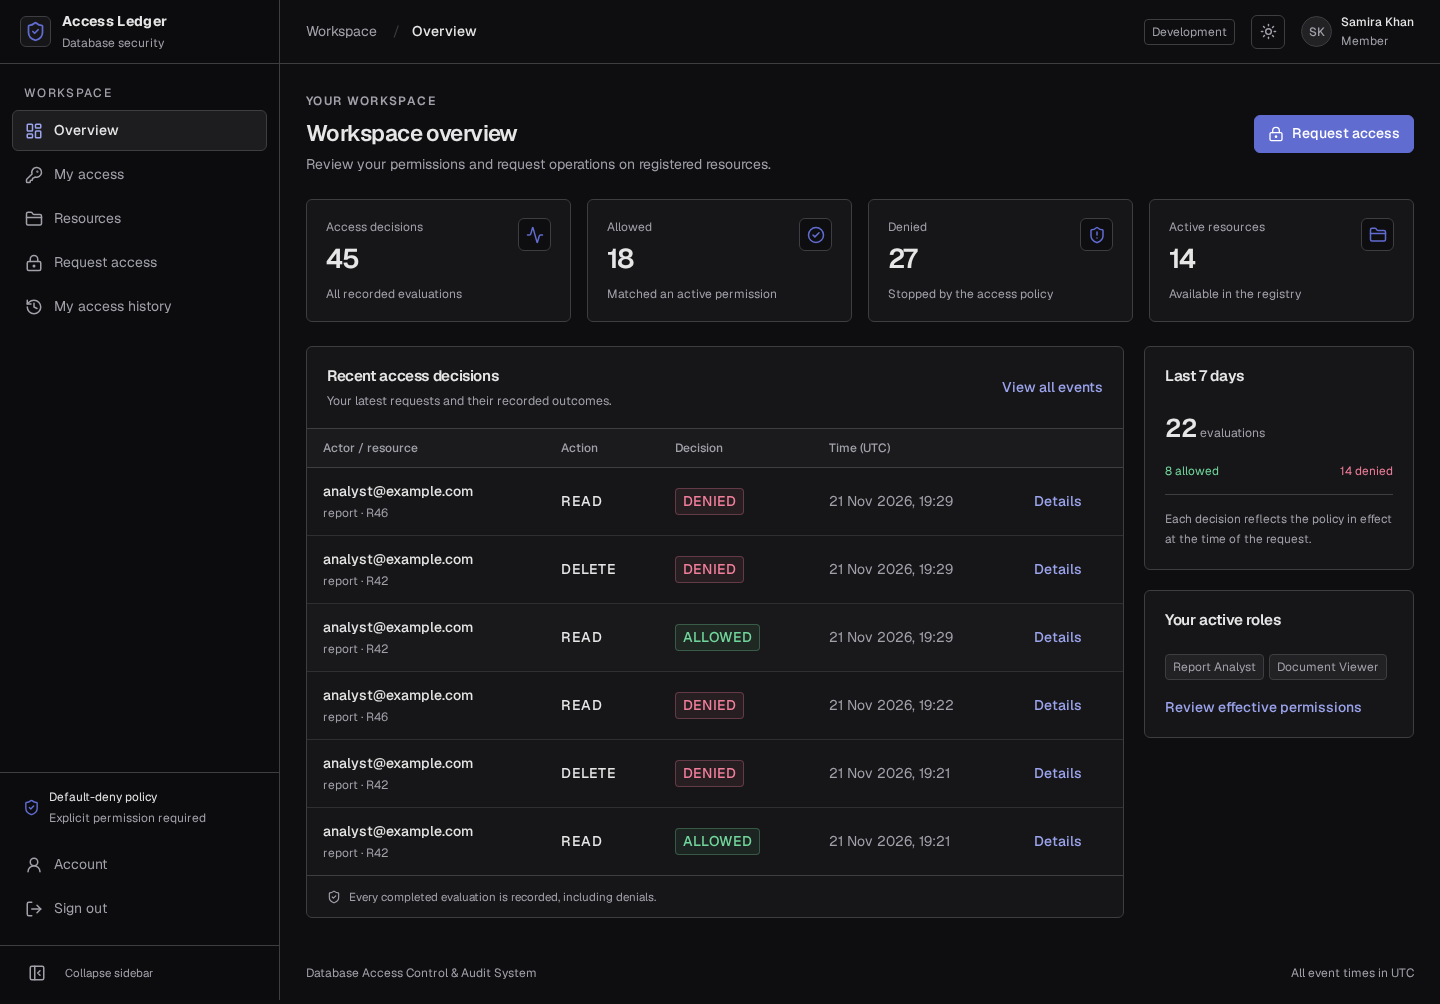 Access Ledger
Database security
WORKSPACE
Overview
My access
Resources
Request access
My access history
Default-deny policy
Explicit permission required
Account
Sign out
Collapse sidebar
Workspace / Overview
Development
SK
Samira Khan
Member
YOUR WORKSPACE
Workspace overview
Review your permissions and request operations on registered resources.
Request access
Access decisions
45
All recorded evaluations
Allowed
18
Matched an active permission
Denied
27
Stopped by the access policy
Active resources
14
Available in the registry
Recent access decisions
Your latest requests and their recorded outcomes.
View all events
Actor / resource Action Decision Time (UTC)
analyst@example.com
report · R46
READ DENIED 21 Nov 2026, 19:29 Details
analyst@example.com
report · R42
DELETE DENIED 21 Nov 2026, 19:29 Details
analyst@example.com
report · R42
READ ALLOWED 21 Nov 2026, 19:29 Details
analyst@example.com
report · R46
READ DENIED 21 Nov 2026, 19:22 Details
analyst@example.com
report · R42
DELETE DENIED 21 Nov 2026, 19:21 Details
analyst@example.com
report · R42
READ ALLOWED 21 Nov 2026, 19:21 Details
Every completed evaluation is recorded, including denials.
Last 7 days
22 evaluations
8 allowed 14 denied
Each decision reflects the policy in effect
at the time of the request.
Your active roles
Report Analyst Document Viewer
Review effective permissions
Database Access Control & Audit System
All event times in UTC